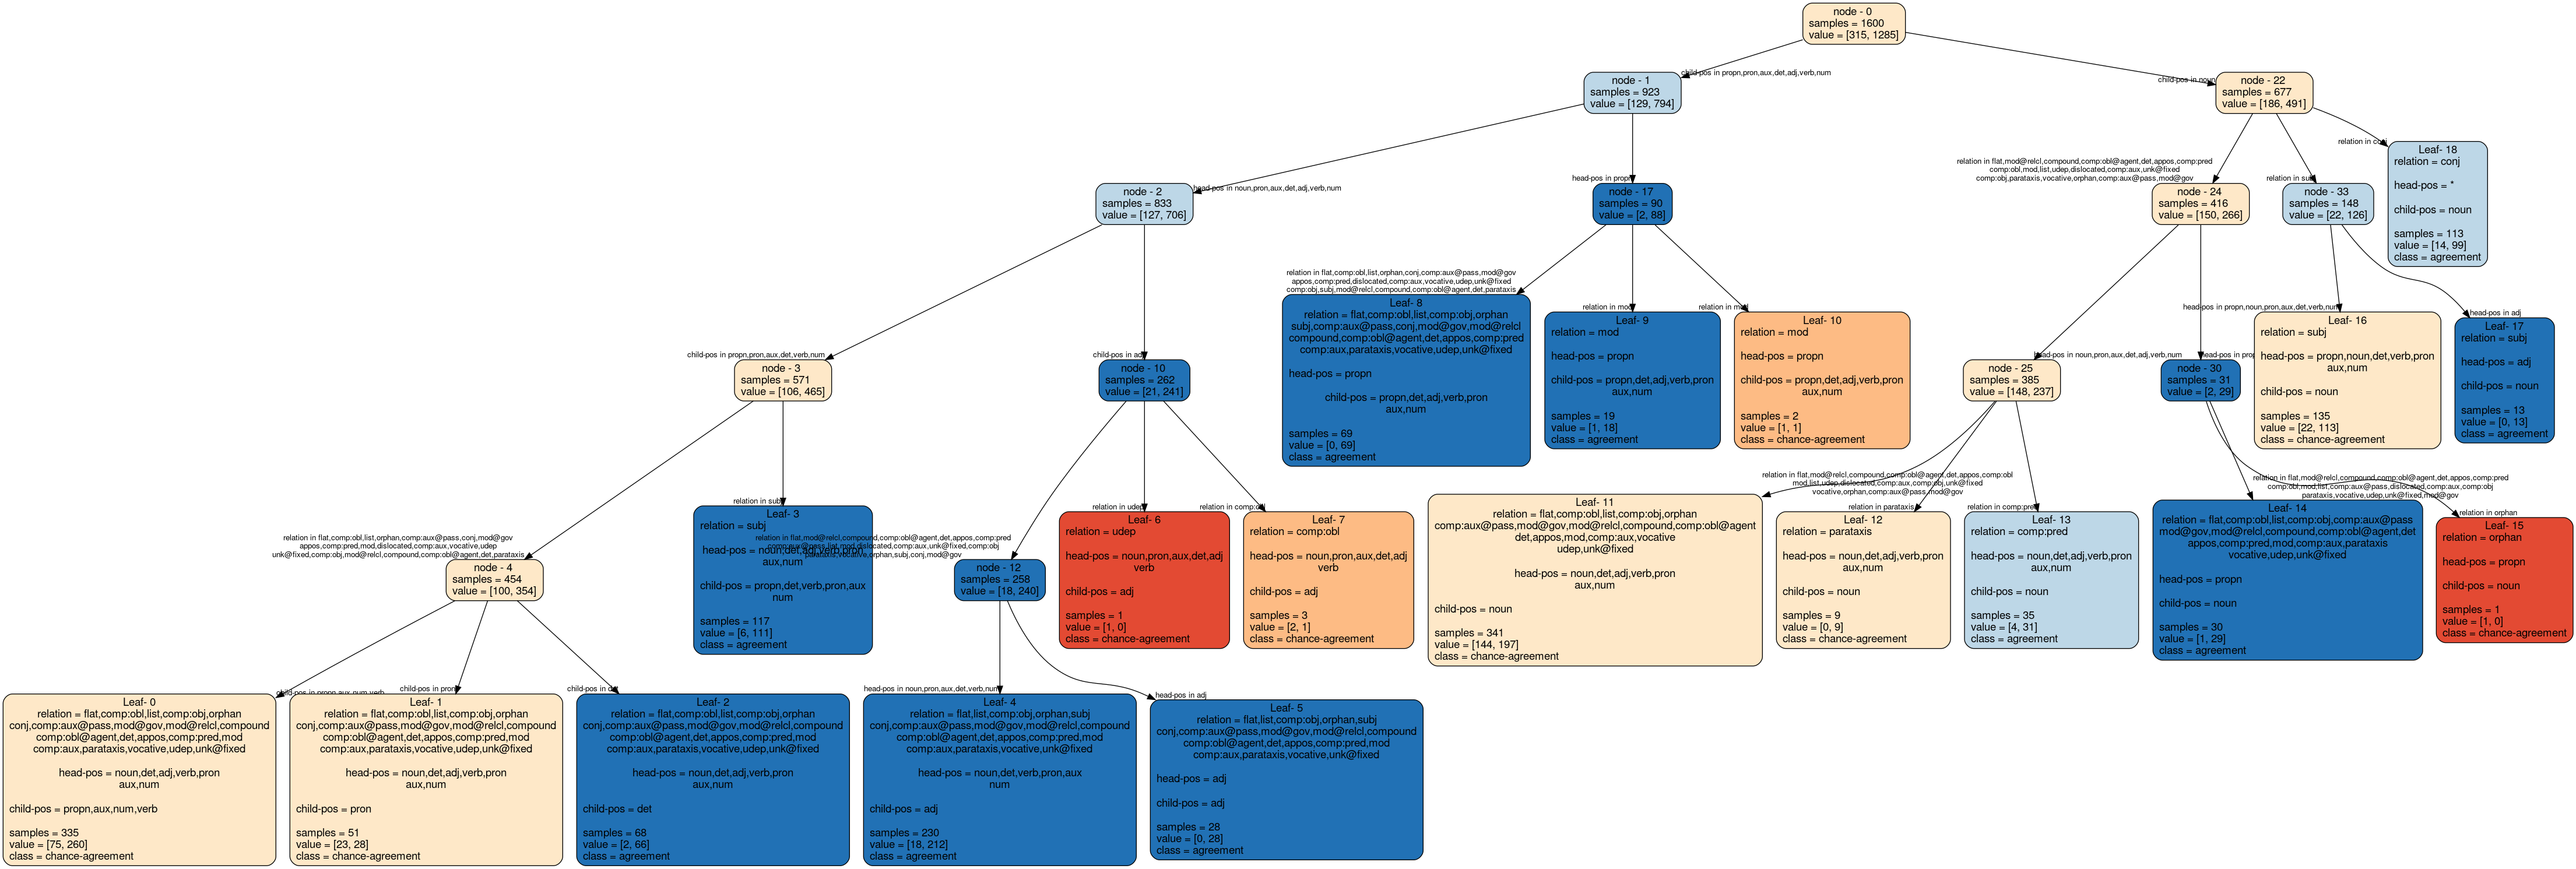 node - 0
samples = 1600
value = [315, 1285]
child-pos in propn,pron,aux,det,adj,verb,num
child-pos in noun
node - 1
samples = 923
value = [129, 794]
node - 22
samples = 677
value = [186, 491]
head-pos in noun,pron,aux,det,adj,verb,num
head-pos in propn
relation in flat,mod@relcl,compound,comp:obl@agent,det,appos,comp:pred
comp:obl,mod,list,udep,dislocated,comp:aux,unk@fixed
comp:obj,parataxis,vocative,orphan,comp:aux@pass,mod@gov
relation in subj
relation in conj
node - 2
samples = 833
value = [127, 706]
node - 17
samples = 90
value = [2, 88]
node - 24
samples = 416
value = [150, 266]
node - 33
samples = 148
value = [22, 126]
Leaf- 18
relation = conj
head-pos = *
child-pos = noun
samples = 113
value = [14, 99]
class = agreement
child-pos in propn,pron,aux,det,verb,num
child-pos in adj
relation in flat,comp:obl,list,orphan,conj,comp:aux@pass,mod@gov
appos,comp:pred,dislocated,comp:aux,vocative,udep,unk@fixed
comp:obj,subj,mod@relcl,compound,comp:obl@agent,det,parataxis
relation in mod
relation in mod
head-pos in noun,pron,aux,det,adj,verb,num
head-pos in propn
head-pos in propn,noun,pron,aux,det,verb,num
head-pos in adj
node - 3
samples = 571
value = [106, 465]
node - 10
samples = 262
value = [21, 241]
Leaf- 8
relation = flat,comp:obl,list,comp:obj,orphan
subj,comp:aux@pass,conj,mod@gov,mod@relcl
compound,comp:obl@agent,det,appos,comp:pred
comp:aux,parataxis,vocative,udep,unk@fixed
head-pos = propn
child-pos = propn,det,adj,verb,pron
aux,num
samples = 69
value = [0, 69]
class = agreement
Leaf- 9
relation = mod
head-pos = propn
child-pos = propn,det,adj,verb,pron
aux,num
samples = 19
value = [1, 18]
class = agreement
Leaf- 10
relation = mod
head-pos = propn
child-pos = propn,det,adj,verb,pron
aux,num
samples = 2
value = [1, 1]
class = chance-agreement
node - 25
samples = 385
value = [148, 237]
node - 30
samples = 31
value = [2, 29]
Leaf- 16
relation = subj
head-pos = propn,noun,det,verb,pron
aux,num
child-pos = noun
samples = 135
value = [22, 113]
class = chance-agreement
Leaf- 17
relation = subj
head-pos = adj
child-pos = noun
samples = 13
value = [0, 13]
class = agreement
relation in flat,comp:obl,list,orphan,comp:aux@pass,conj,mod@gov
appos,comp:pred,mod,dislocated,comp:aux,vocative,udep
unk@fixed,comp:obj,mod@relcl,compound,comp:obl@agent,det,parataxis
relation in subj
relation in flat,mod@relcl,compound,comp:obl@agent,det,appos,comp:pred
comp:aux@pass,list,mod,dislocated,comp:aux,unk@fixed,comp:obj
parataxis,vocative,orphan,subj,conj,mod@gov
relation in udep
relation in comp:obl
relation in flat,mod@relcl,compound,comp:obl@agent,det,appos,comp:obl
mod,list,udep,dislocated,comp:aux,comp:obj,unk@fixed
vocative,orphan,comp:aux@pass,mod@gov
relation in parataxis
relation in comp:pred
relation in flat,mod@relcl,compound,comp:obl@agent,det,appos,comp:pred
comp:obl,mod,list,comp:aux@pass,dislocated,comp:aux,comp:obj
parataxis,vocative,udep,unk@fixed,mod@gov
relation in orphan
node - 4
samples = 454
value = [100, 354]
Leaf- 3
relation = subj
head-pos = noun,det,adj,verb,pron
aux,num
child-pos = propn,det,verb,pron,aux
num
samples = 117
value = [6, 111]
class = agreement
node - 12
samples = 258
value = [18, 240]
Leaf- 6
relation = udep
head-pos = noun,pron,aux,det,adj
verb
child-pos = adj
samples = 1
value = [1, 0]
class = chance-agreement
Leaf- 7
relation = comp:obl
head-pos = noun,pron,aux,det,adj
verb
child-pos = adj
samples = 3
value = [2, 1]
class = chance-agreement
Leaf- 11
relation = flat,comp:obl,list,comp:obj,orphan
comp:aux@pass,mod@gov,mod@relcl,compound,comp:obl@agent
det,appos,mod,comp:aux,vocative
udep,unk@fixed
head-pos = noun,det,adj,verb,pron
aux,num
child-pos = noun
samples = 341
value = [144, 197]
class = chance-agreement
Leaf- 12
relation = parataxis
head-pos = noun,det,adj,verb,pron
aux,num
child-pos = noun
samples = 9
value = [0, 9]
class = chance-agreement
Leaf- 13
relation = comp:pred
head-pos = noun,det,adj,verb,pron
aux,num
child-pos = noun
samples = 35
value = [4, 31]
class = agreement
Leaf- 14
relation = flat,comp:obl,list,comp:obj,comp:aux@pass
mod@gov,mod@relcl,compound,comp:obl@agent,det
appos,comp:pred,mod,comp:aux,parataxis
vocative,udep,unk@fixed
head-pos = propn
child-pos = noun
samples = 30
value = [1, 29]
class = agreement
Leaf- 15
relation = orphan
head-pos = propn
child-pos = noun
samples = 1
value = [1, 0]
class = chance-agreement
child-pos in propn,aux,num,verb
child-pos in pron
child-pos in det
head-pos in noun,pron,aux,det,verb,num
head-pos in adj
Leaf- 0
relation = flat,comp:obl,list,comp:obj,orphan
conj,comp:aux@pass,mod@gov,mod@relcl,compound
comp:obl@agent,det,appos,comp:pred,mod
comp:aux,parataxis,vocative,udep,unk@fixed
head-pos = noun,det,adj,verb,pron
aux,num
child-pos = propn,aux,num,verb
samples = 335
value = [75, 260]
class = chance-agreement
Leaf- 1
relation = flat,comp:obl,list,comp:obj,orphan
conj,comp:aux@pass,mod@gov,mod@relcl,compound
comp:obl@agent,det,appos,comp:pred,mod
comp:aux,parataxis,vocative,udep,unk@fixed
head-pos = noun,det,adj,verb,pron
aux,num
child-pos = pron
samples = 51
value = [23, 28]
class = chance-agreement
Leaf- 2
relation = flat,comp:obl,list,comp:obj,orphan
conj,comp:aux@pass,mod@gov,mod@relcl,compound
comp:obl@agent,det,appos,comp:pred,mod
comp:aux,parataxis,vocative,udep,unk@fixed
head-pos = noun,det,adj,verb,pron
aux,num
child-pos = det
samples = 68
value = [2, 66]
class = agreement
Leaf- 4
relation = flat,list,comp:obj,orphan,subj
conj,comp:aux@pass,mod@gov,mod@relcl,compound
comp:obl@agent,det,appos,comp:pred,mod
comp:aux,parataxis,vocative,unk@fixed
head-pos = noun,det,verb,pron,aux
num
child-pos = adj
samples = 230
value = [18, 212]
class = agreement
Leaf- 5
relation = flat,list,comp:obj,orphan,subj
conj,comp:aux@pass,mod@gov,mod@relcl,compound
comp:obl@agent,det,appos,comp:pred,mod
comp:aux,parataxis,vocative,unk@fixed
head-pos = adj
child-pos = adj
samples = 28
value = [0, 28]
class = agreement